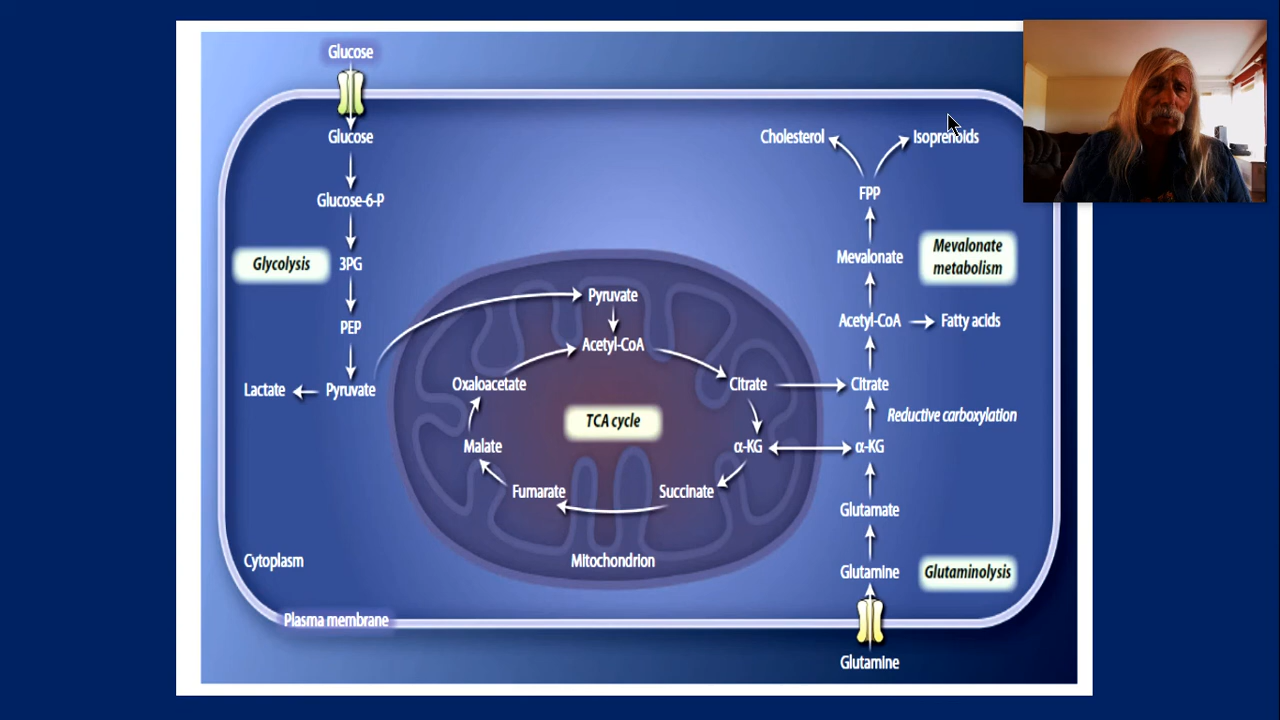 Glucose
Glucose
Glucose-6-P
Glycolysis
3PG
PEP
Lactate
Pyruvate
Pyruvate
Acetyl-CoA
Oxaloacetate
Citrate
TCA cycle
Malate
α-KG
Fumarate
Succinate
Mitochondrion
Cytoplasm
Plasma membrane
Cholesterol
Isoprenoids
FPP
Mevalonate
Mevalonate
metabolism
Acetyl-CoA
Fatty acids
Citrate
Reductive carboxylation
α-KG
Glutamate
Glutamine
Glutaminolysis
Glutamine